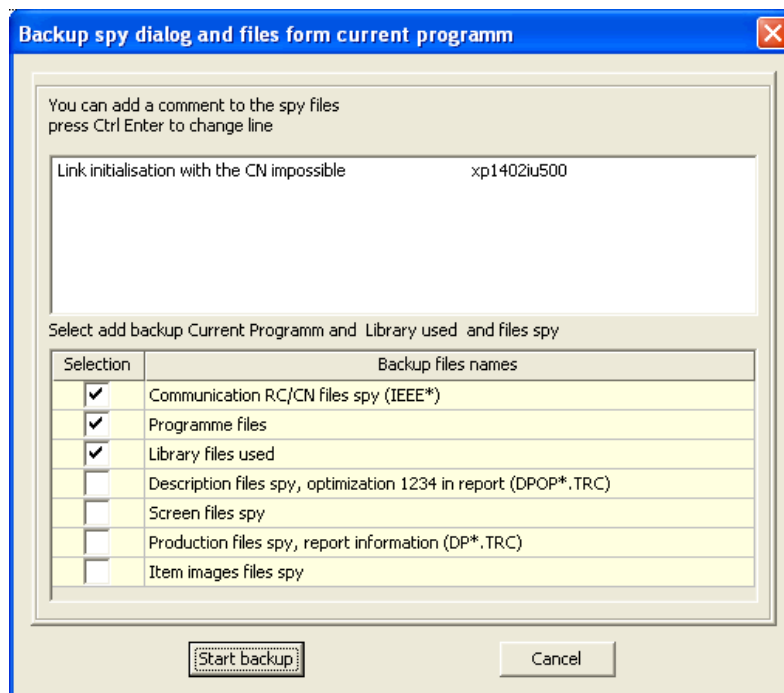 Backup spy dialog and files form current programm
You can add a comment to the spy files
press Ctrl Enter to change line
Link initialisation with the CN impossible xp1402iu500
Select add backup Current Programm and Library used and files spy
Selection Backup files names
Communication RC/CN files spy (IEEE*)
Programme files
Library files used
Description files spy, optimization 1234 in report (DPOP*.TRC)
Screen files spy
Production files spy, report information (DP*.TRC)
Item images files spy
Start backup Cancel